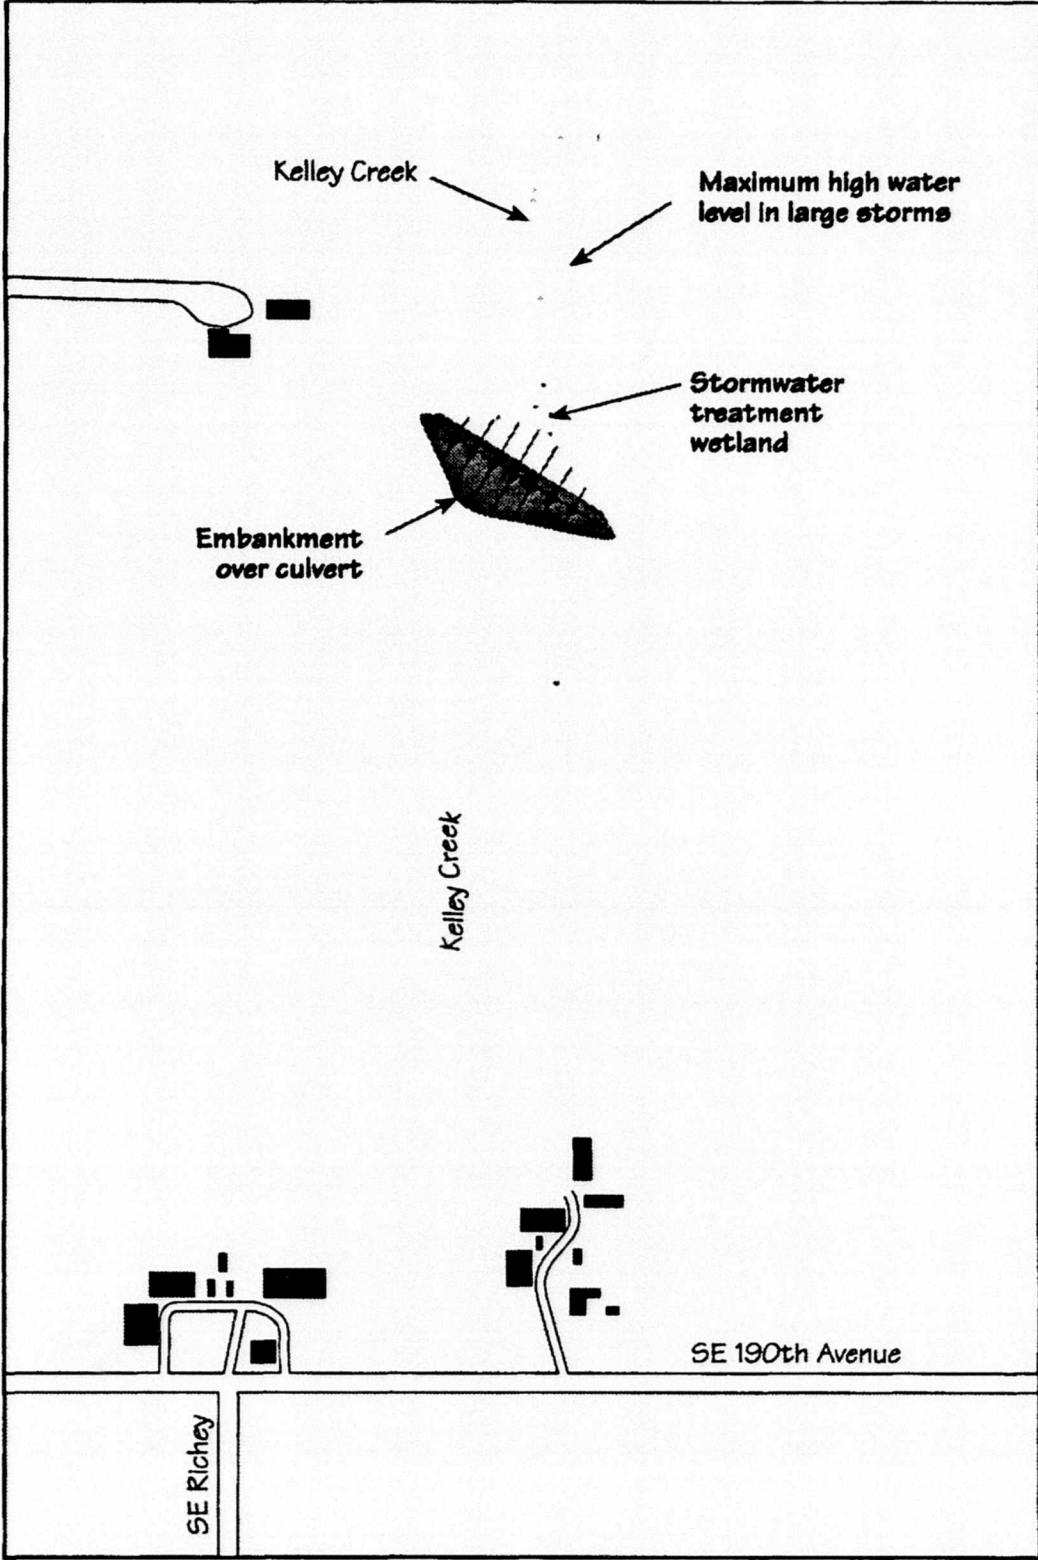 Kelley Creek
Maximum high water
level in large storms
Stormwater
treatment
wetland
Embankment
over culvert
Kelley Creek
SE 190th Avenue
SE Richey